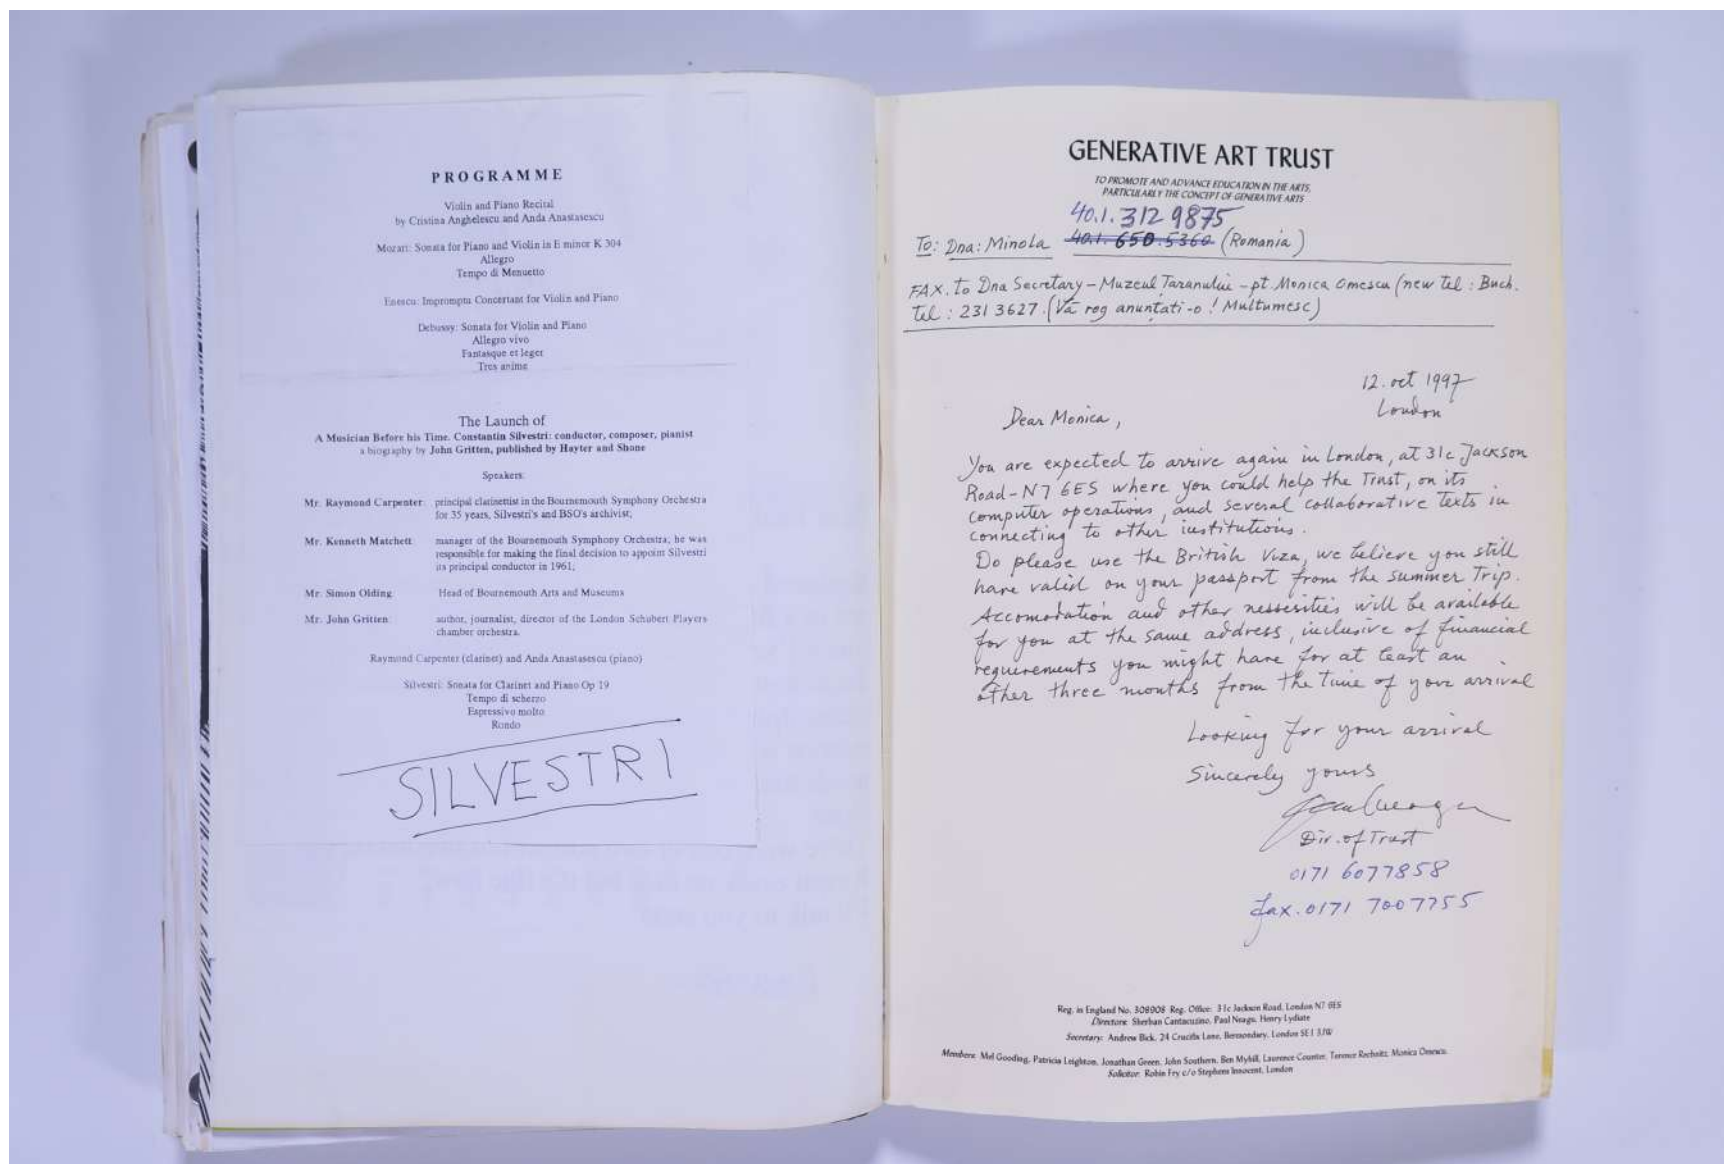 PROGRAMME
Violin and Piano Recital
by Cristina Anghelescu and Anda Anastasescu
Mozart: Sonata for Piano and Violin in E minor K 304
Allegro
Tempo di Menuetto
Enescu: Impromptu Concertant for Violin and Piano
Debussy: Sonata for Violin and Piano
Allegro vivo
Fantasque et leger
Tres anime
The Launch of
A Musician Before his Time. Constantin Silvestri: conductor, composer, pianist
a biography by John Gritten, published by Hayter and Shone
Speakers:
Mr. Raymond Carpenter: principal clarinettist in the Bournemouth Symphony Orchestra
for 35 years, Silvestri's and BSO's archivist;
Mr. Kenneth Matchett: manager of the Bournemouth Symphony Orchestra; he was
responsible for making the final decision to appoint Silvestri
its principal conductor in 1961;
Mr. Simon Olding: Head of Bournemouth Arts and Museums
Mr. John Gritten: author, journalist, director of the London Schubert Players
chamber orchestra.
Raymond Carpenter (clarinet) and Anda Anastasescu (piano)
Silvestri: Sonata for Clarinet and Piano Op 19
Tempo di scherzo
Espressivo molto
Rondo
SILVESTRI
GENERATIVE ART TRUST
TO PROMOTE AND ADVANCE EDUCATION IN THE ARTS,
PARTICULARLY THE CONCEPT OF GENERATIVE ARTS
40.1.312 9875
To: Dna: Minola 40.1.650.5360 (Romania)
FAX. to Dna Secretary - Muzeul Taranului - pt Monica Omescu (new tel: Buch.
Tel: 231 3627. (Vă rog anuntati-o! Multumesc)
12. oct 1997
London
Dear Monica,
You are expected to arrive again in London, at 31c Jackson
Road - N7 6ES where you could help the Trust, on its
computer operations, and several collaborative texts in
connecting to other institutions.
Do please use the British Viza, we believe you still
have valid on your passport from the summer Trip.
Accomodation and other nessesities will be available
for you at the same address, inclusive of financial
requirements you might have for at least an
other three months from the time of your arrival
Looking for your arrival
Sincerely yours
Dir. of Trust
0171 6077858
fax. 0171 7007755
Reg. in England No. 308908 Reg. Office: 31c Jackson Road, London N7 6ES
Directors: Sherban Cantacuzino, Paul Neagu, Henry Lydiate
Secretary: Andrew Bick, 24 Crucifix Lane, Bermondsey, London SE1 3JW
Members: Mel Gooding, Patricia Leighton, Jonathan Green, John Southern, Ben Myhill, Laurence Counter, Terence Rechnitz, Monica Omescu.
Solicitor: Robin Fry c/o Stephens Innocent, London